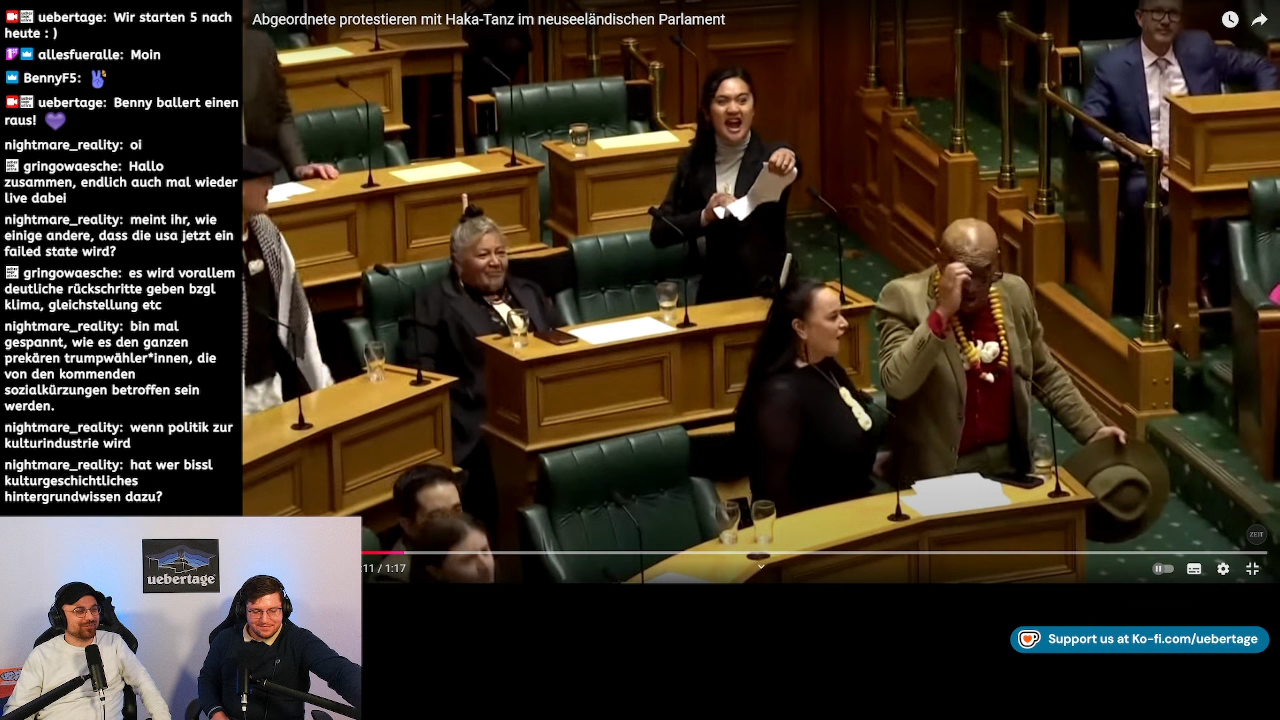 uebertage: Wir starten 5 nach
heute : )
allesfueralle: Moin
BennyF5:
uebertage: Benny ballert einen
raus!
nightmare_reality: oi
gringowaesche: Hallo
zusammen, endlich auch mal wieder
live dabei
nightmare_reality: meint ihr, wie
einige andere, dass die usa jetzt ein
failed state wird?
gringowaesche: es wird vorallem
deutliche rückschritte geben bzgl
klima, gleichstellung etc
nightmare_reality: bin mal
gespannt, wie es den ganzen
prekären trumpwähler*innen, die
von den kommenden
sozialkürzungen betroffen sein
werden.
nightmare_reality: wenn politik zur
kulturindustrie wird
nightmare_reality: hat wer bissl
kulturgeschichtliches
hintergrundwissen dazu?
Abgeordnete protestieren mit Haka-Tanz im neuseeländischen Parlament
ZEIT
:11 / 1:17
uebertage
Support us at Ko-fi.com/uebertage